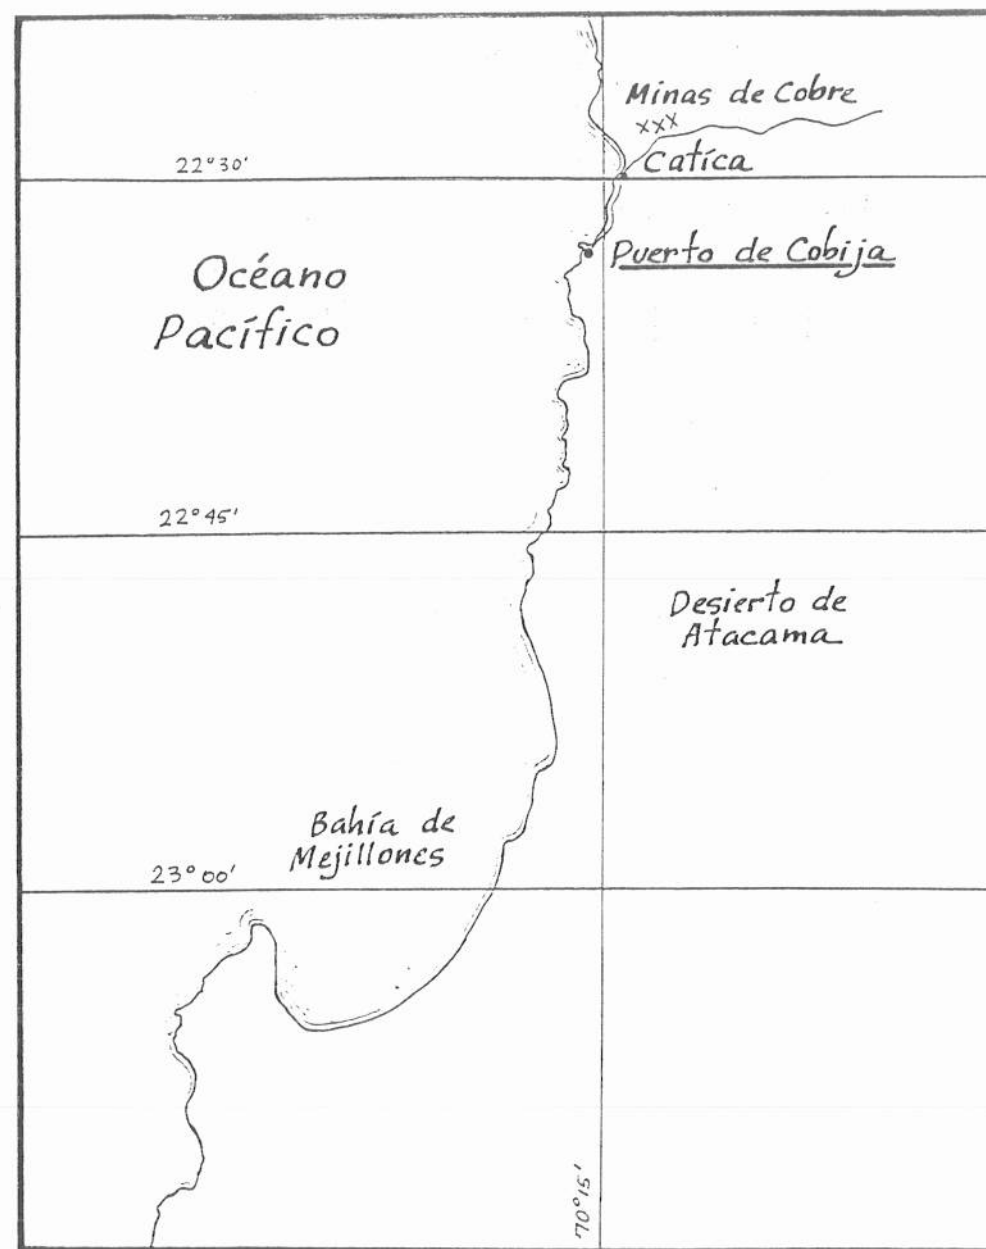 Minas de Cobre
xxx
Catica
22°30'
Puerto de Cobija
Océano
Pacífico
22°45'
Desierto de
Atacama
Bahía de
Mejillones
23°00'
70°15'